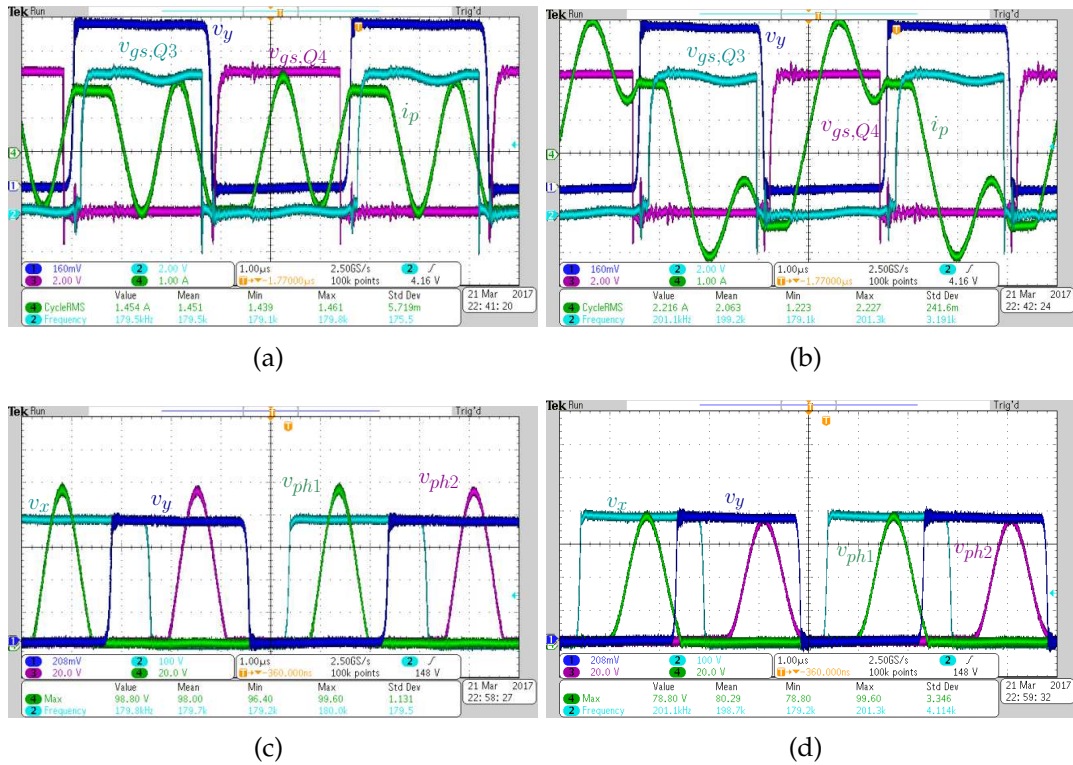 Tek Run Trig'd
v_y
v_gs,Q3 v_gs,Q4
i_p
1 160mV 2 2.00 V 1.00µs 2.50GS/s 2
3 2.00 V 4 1.00 A T→▼-1.77000µs 100k points 4.16 V
Value Mean Min Max Std Dev
4 CycleRMS 1.454 A 1.451 1.439 1.461 5.719m
2 Frequency 179.5kHz 179.5k 179.1k 179.8k 175.5
21 Mar 2017
22:41:20
(a)
Tek Run Trig'd
v_y
v_gs,Q3
v_gs,Q4 i_p
1 160mV 2 2.00 V 1.00µs 2.50GS/s 2
3 2.00 V 4 1.00 A T→▼-1.77000µs 100k points 4.16 V
Value Mean Min Max Std Dev
4 CycleRMS 2.216 A 2.063 1.223 2.227 241.6m
2 Frequency 201.1kHz 199.2k 179.1k 201.3k 3.191k
21 Mar 2017
22:42:24
(b)
Tek Run Trig'd
v_x v_y v_ph1 v_ph2
1 208mV 2 100 V 1.00µs 2.50GS/s 2
3 20.0 V 4 20.0 V T→▼-360.000ns 100k points 148 V
Value Mean Min Max Std Dev
4 Max 98.80 V 98.00 96.40 99.60 1.131
2 Frequency 179.8kHz 179.7k 179.2k 180.0k 179.5
21 Mar 2017
22:58:27
(c)
Tek Run Trig'd
v_x v_y
v_ph1 v_ph2
1 208mV 2 100 V 1.00µs 2.50GS/s 2
3 20.0 V 4 20.0 V T→▼-360.000ns 100k points 148 V
Value Mean Min Max Std Dev
4 Max 78.80 V 80.29 78.80 99.60 3.346
2 Frequency 201.1kHz 198.7k 179.2k 201.3k 4.114k
21 Mar 2017
22:59:32
(d)